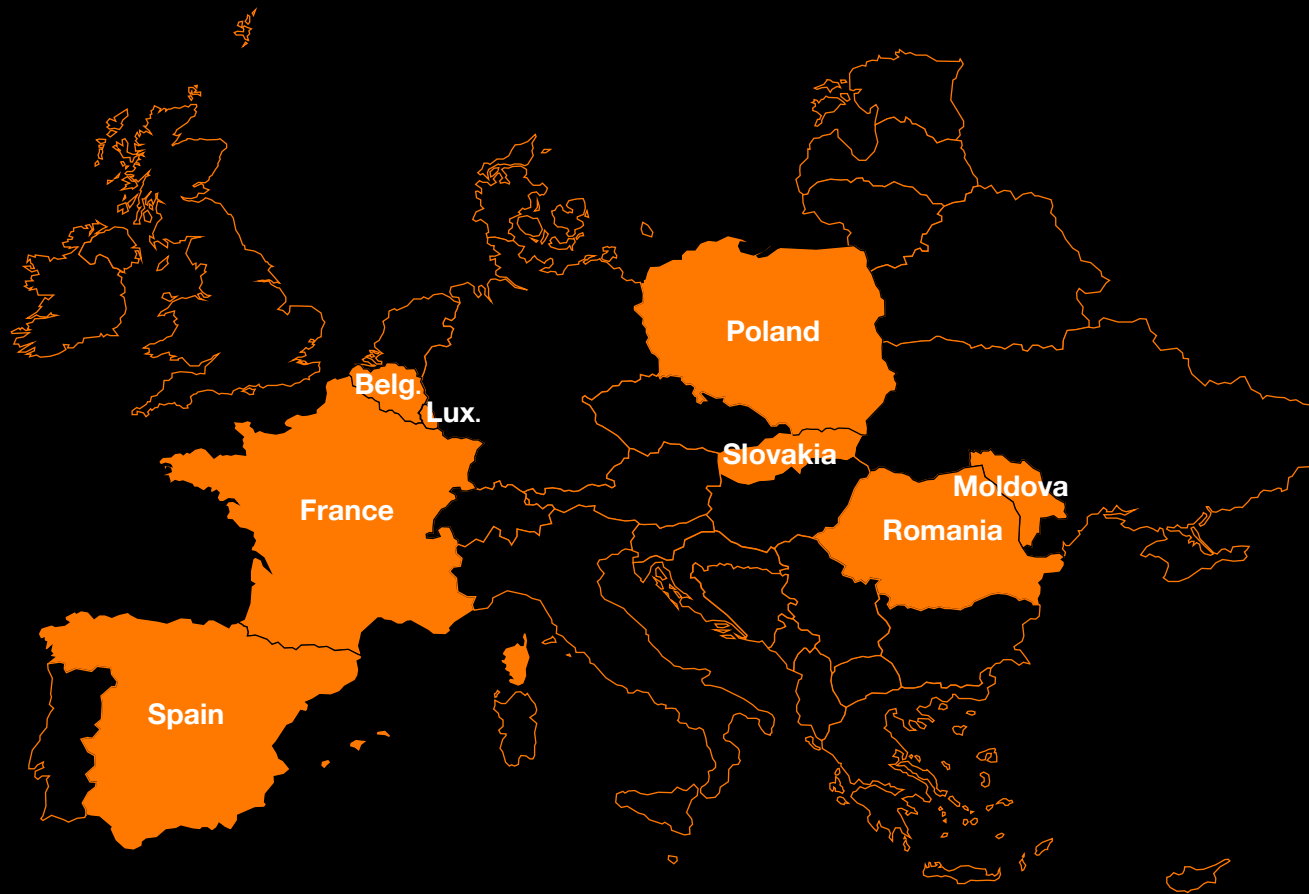 Poland
Belg.
Lux.
Slovakia
Moldova
France
Romania
Spain